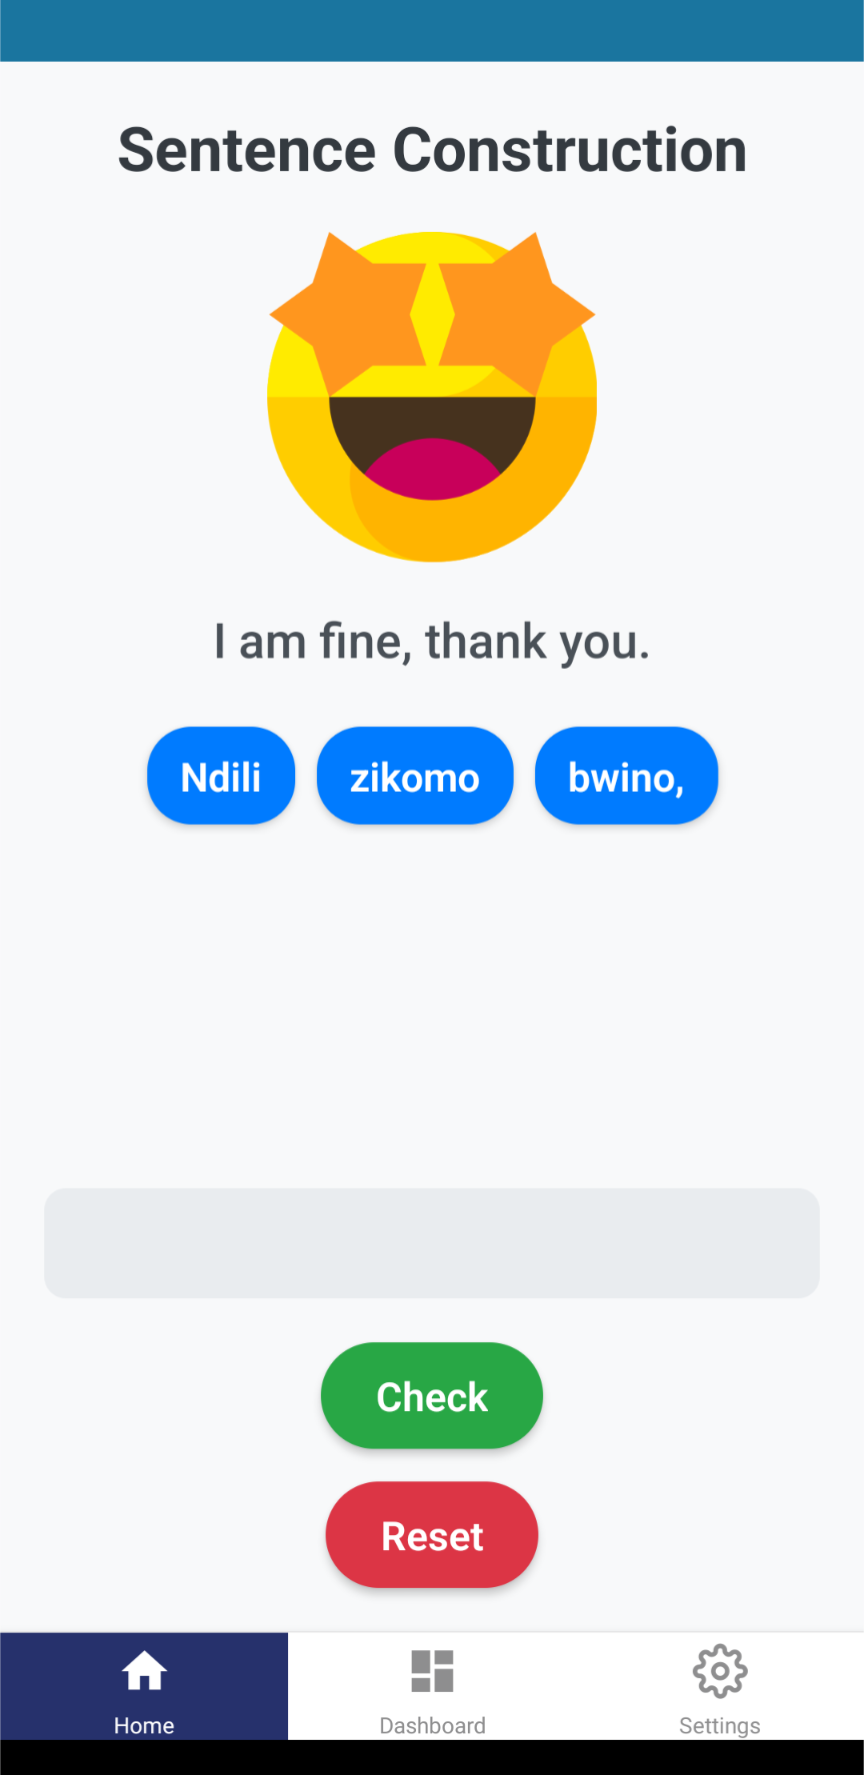 Sentence Construction
I am fine, thank you.
Ndili zikomo bwino,
Check
Reset
Home Dashboard Settings